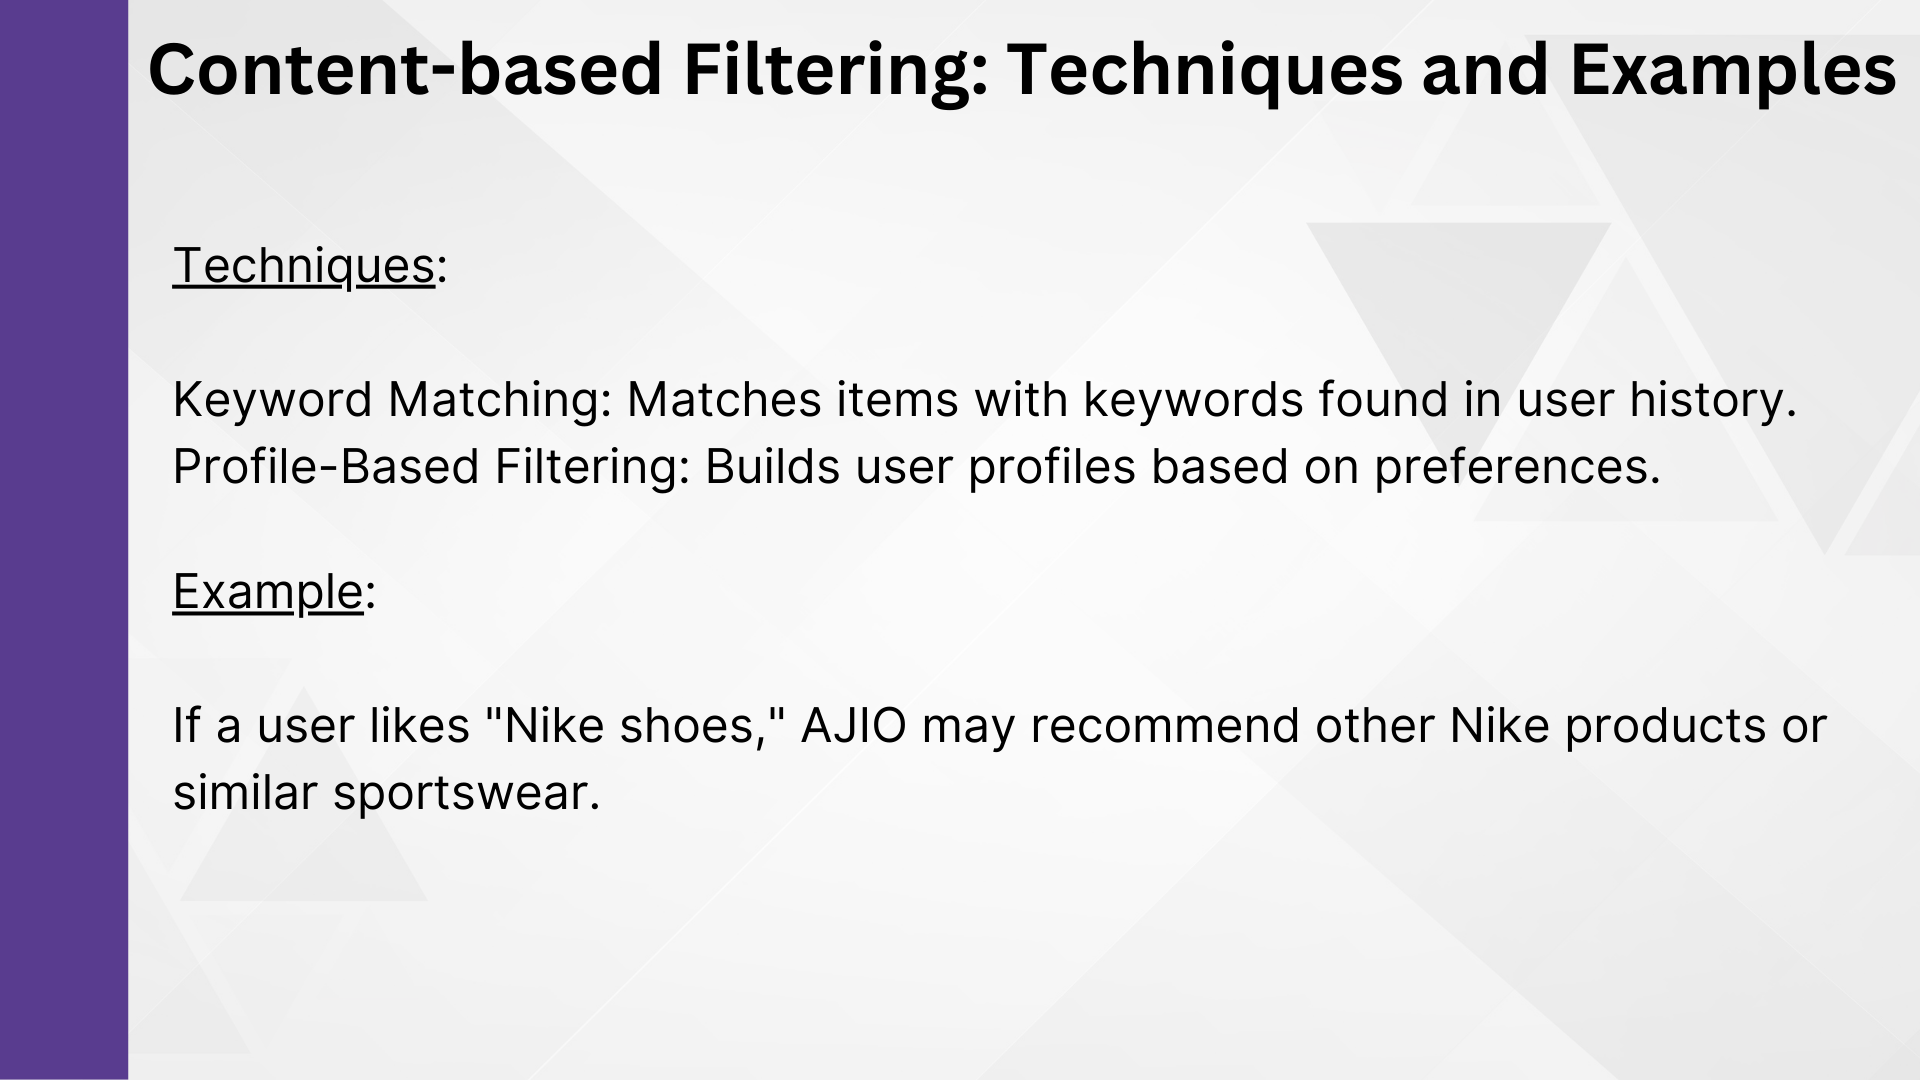 Content-based Filtering: Techniques and Examples
Techniques:
Keyword Matching: Matches items with keywords found in user history.
Profile-Based Filtering: Builds user profiles based on preferences.
Example:
If a user likes "Nike shoes," AJIO may recommend other Nike products or
similar sportswear.